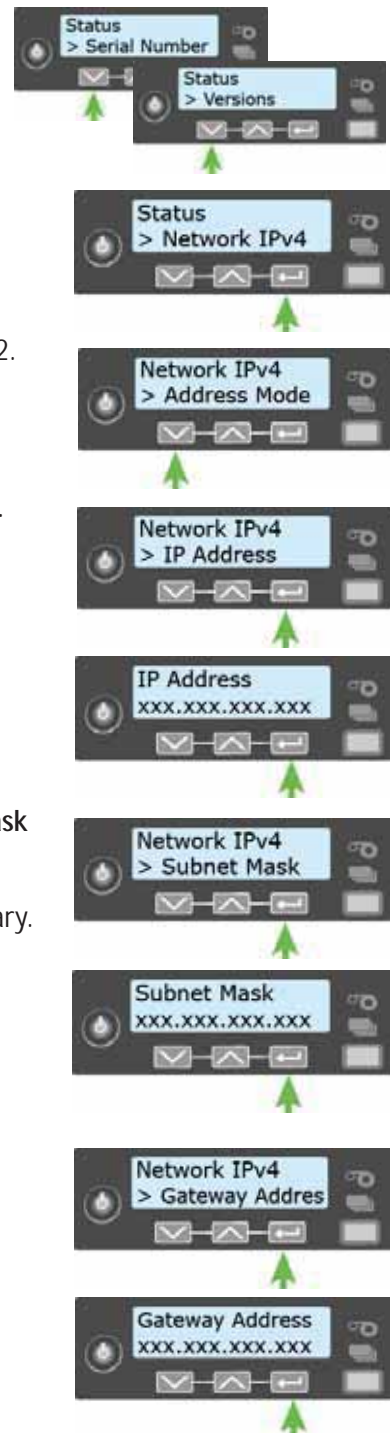 Status
> Serial Number
Status
> Versions
Status
> Network IPv4
2.
Network IPv4
> Address Mode
.
Network IPv4
> IP Address
IP Address
xxx.xxx.xxx.xxx
ask
Network IPv4
> Subnet Mask
ary.
Subnet Mask
xxx.xxx.xxx.xxx
Network IPv4
> Gateway Addres
Gateway Address
xxx.xxx.xxx.xxx